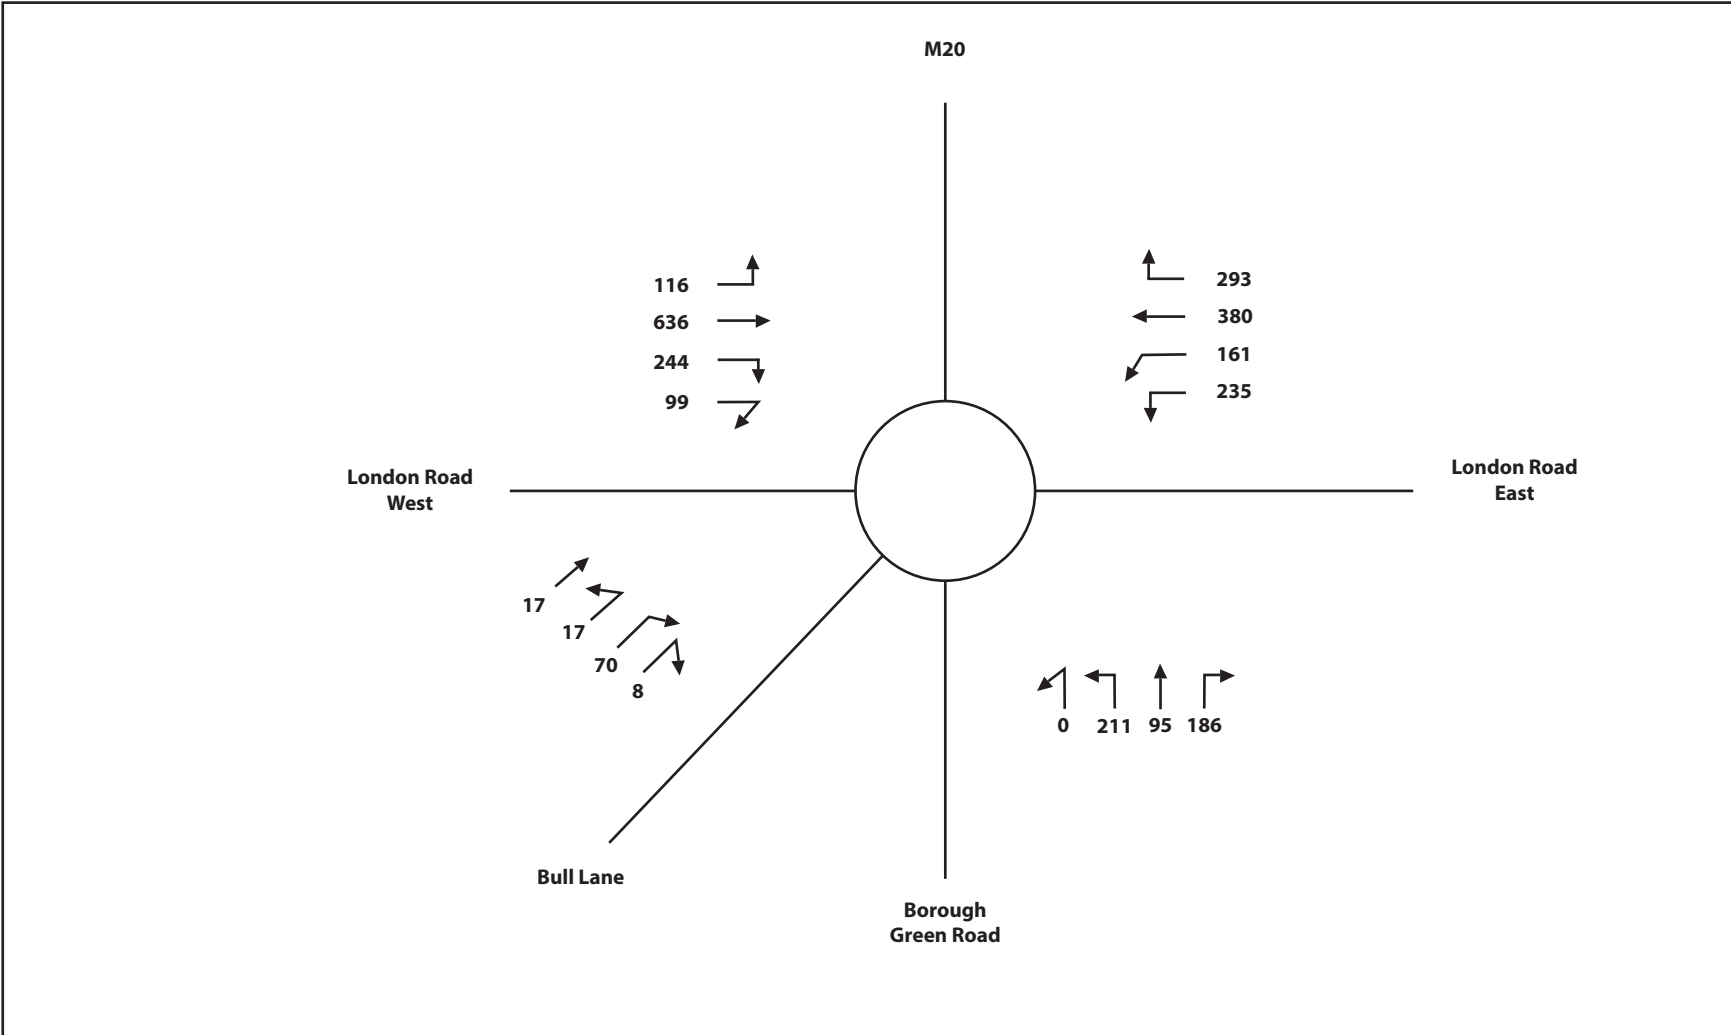 M20
116
636
244
99
293
380
161
235
London Road
West
London Road
East
17
17
70
8
0 211 95 186
Bull Lane
Borough
Green Road